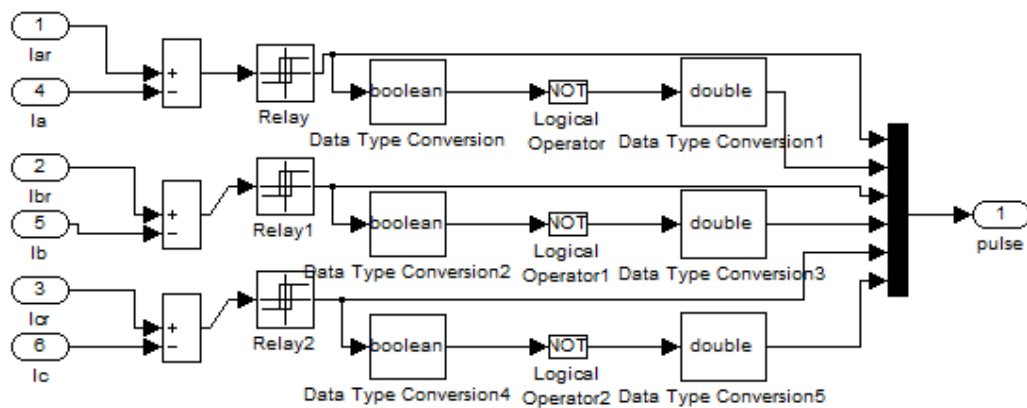 1
Iar
+
−
4
Ia
Relay
boolean
Data Type Conversion
NOT
Logical
Operator
double
Data Type Conversion1
2
Ibr
+
−
5
Ib
Relay1
boolean
Data Type Conversion2
NOT
Logical
Operator1
double
Data Type Conversion3
1
pulse
3
Icr
+
−
6
Ic
Relay2
boolean
Data Type Conversion4
NOT
Logical
Operator2
double
Data Type Conversion5